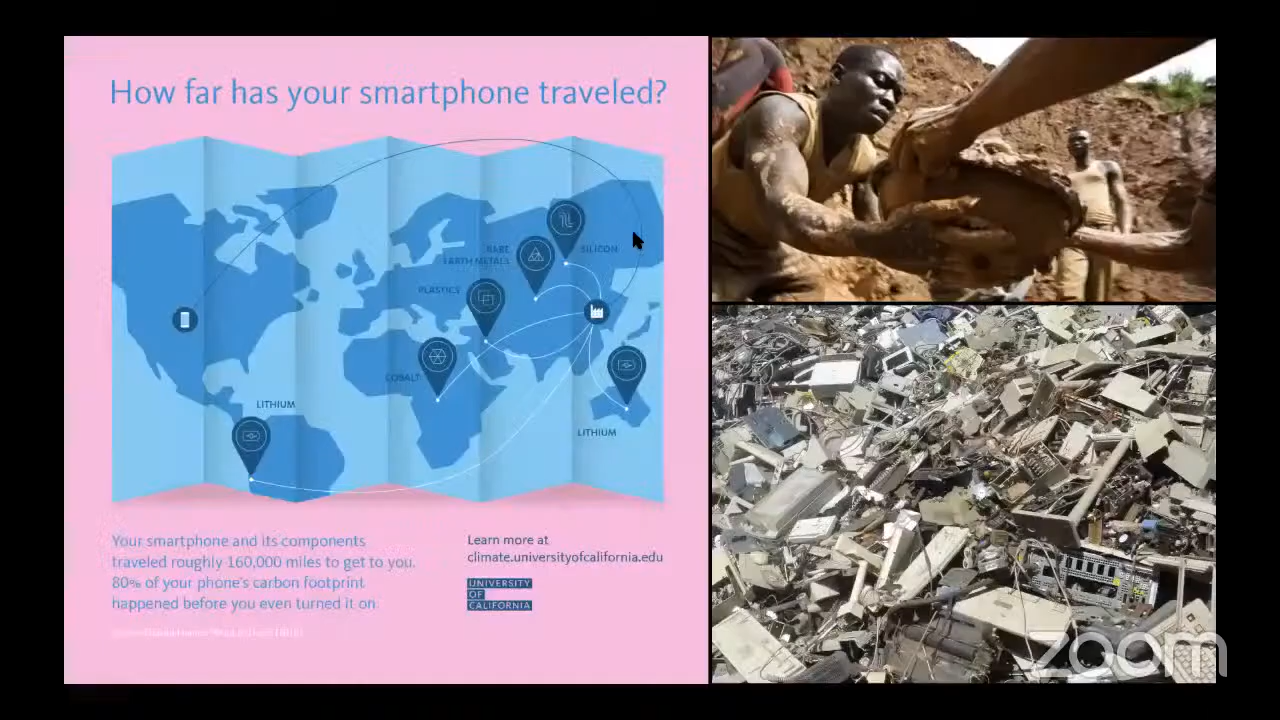 How far has your smartphone traveled?
SILICON
RARE
EARTH METALS
PLASTICS
COBALT
LITHIUM
LITHIUM
Your smartphone and its components
traveled roughly 160,000 miles to get to you.
80% of your phone's carbon footprint
happened before you even turned it on.
Learn more at
climate.universityofcalifornia.edu
UNIVERSITY
OF
CALIFORNIA
zoom